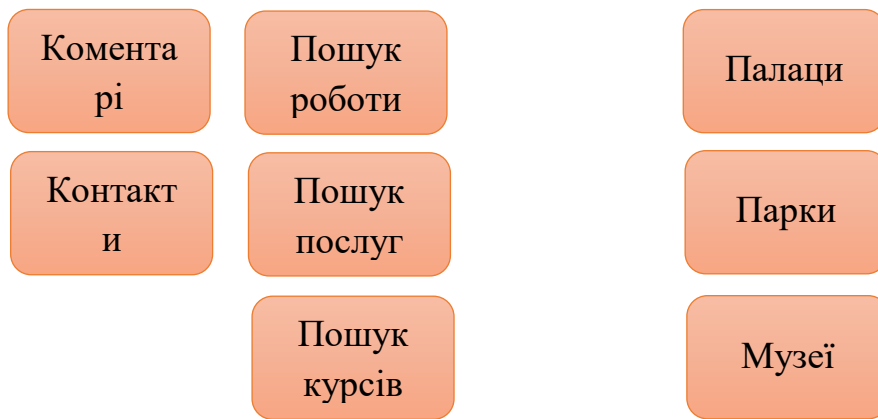 Комента
рі
Пошук
роботи
Палаци
Контакт
и
Пошук
послуг
Парки
Пошук
курсів
Музеї